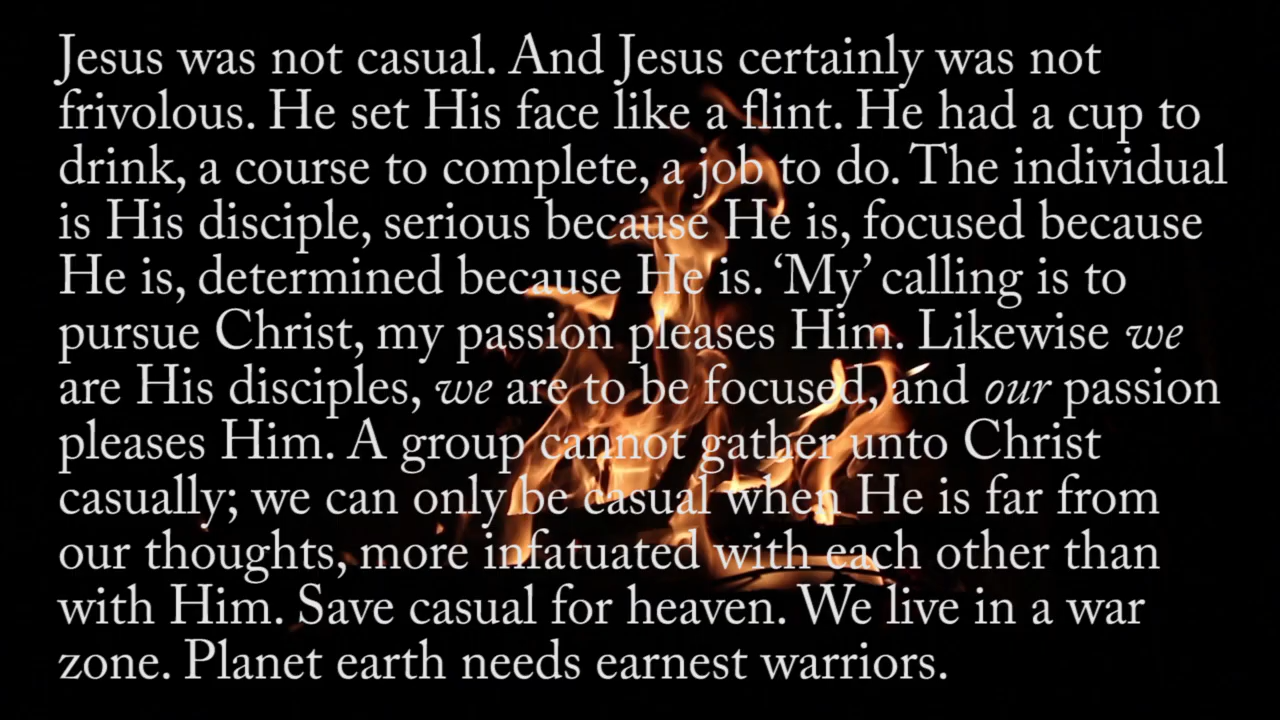 Jesus was not casual. And Jesus certainly was not
frivolous. He set His face like a flint. He had a cup to
drink, a course to complete, a job to do. The individual
is His disciple, serious because He is, focused because
He is, determined because He is. ‘My’ calling is to
pursue Christ, my passion pleases Him. Likewise we
are His disciples, we are to be focused, and our passion
pleases Him. A group cannot gather unto Christ
casually; we can only be casual when He is far from
our thoughts, more infatuated with each other than
with Him. Save casual for heaven. We live in a war
zone. Planet earth needs earnest warriors.